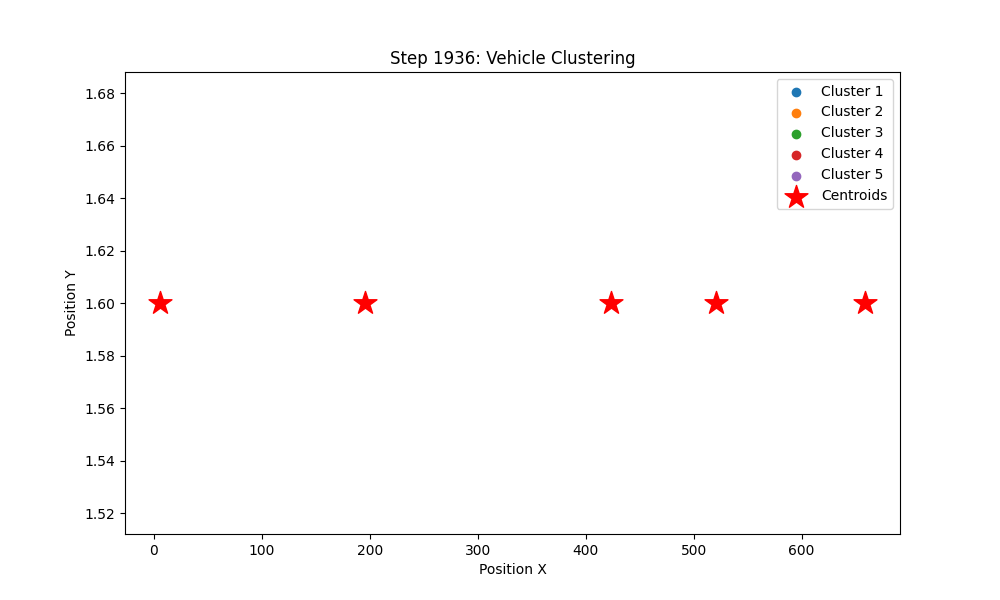 Step 1936: Vehicle Clustering
1.68
1.66
1.64
1.62
1.60
1.58
1.56
1.54
1.52
Position Y
Cluster 1
Cluster 2
Cluster 3
Cluster 4
Cluster 5
Centroids
0 100 200 300 400 500 600
Position X